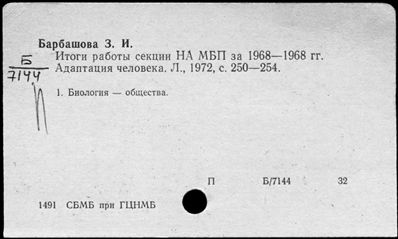 Барбашова З. И.
Б
7144
Итоги работы секции НА МБП за 1968—1968 гг.
Адаптация человека. Л., 1972, с. 250—254.
1. Биология — общества.
П Б/7144 32
1491 СБМБ при ГЦНМБ